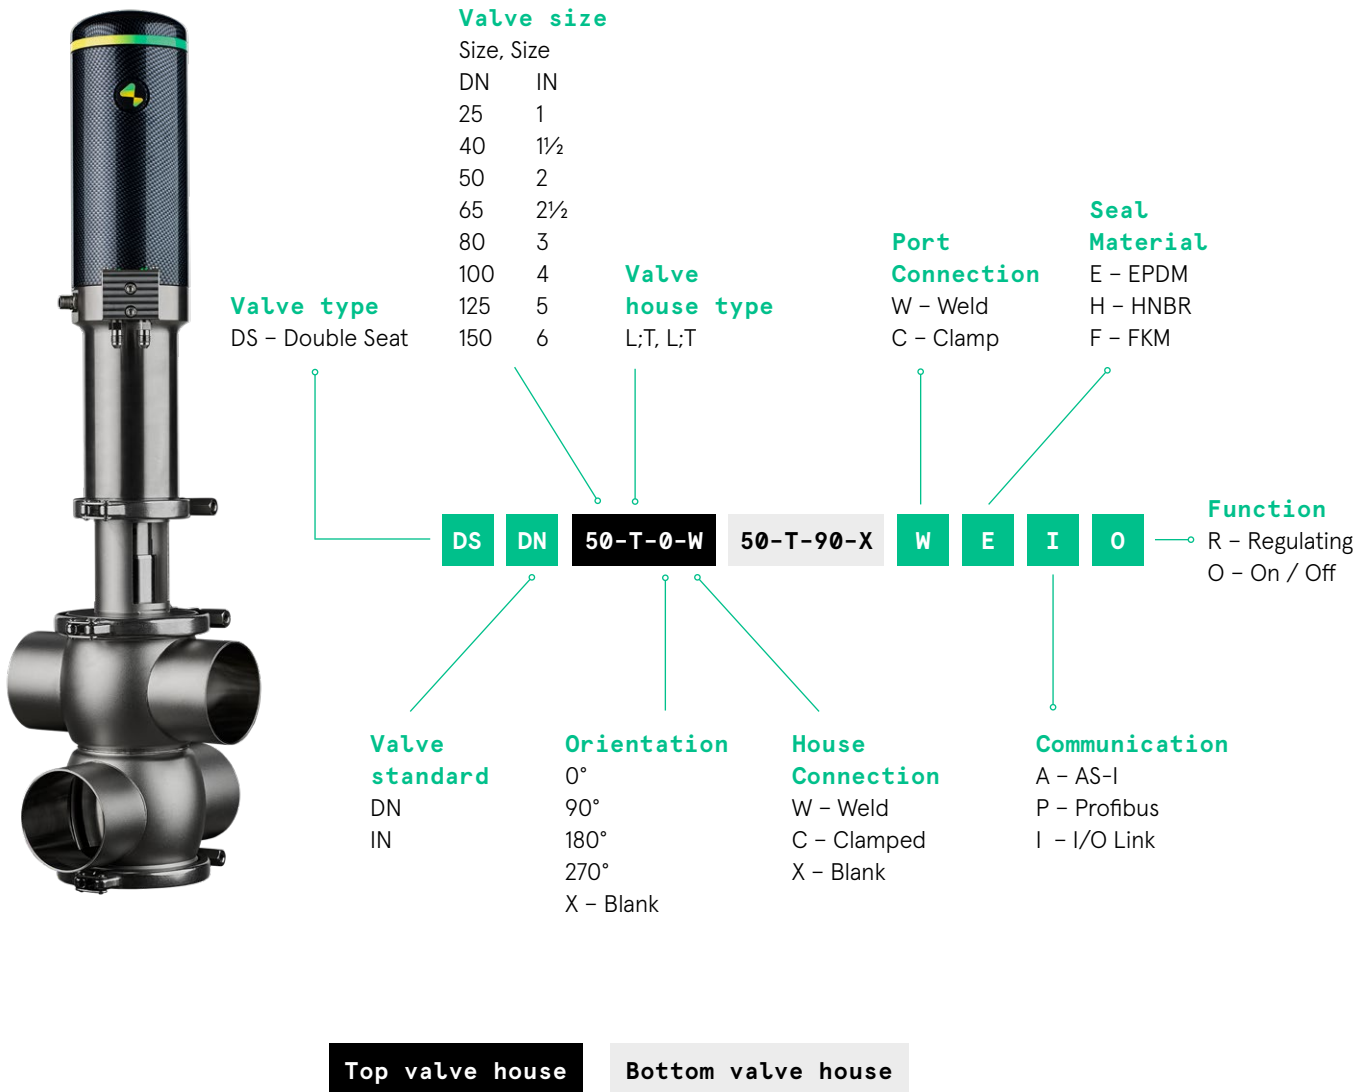 Valve size
Size, Size
DN IN
25 1
40 1½
50 2
65 2½
80 3
100 4
125 5
150 6
Valve type
DS – Double Seat
Valve
house type
L;T, L;T
Port
Connection
W – Weld
C – Clamp
Seal
Material
E – EPDM
H – HNBR
F – FKM
DS DN 50-T-0-W 50-T-90-X W E I O
Function
R – Regulating
O – On / Off
Valve
standard
DN
IN
Orientation
0°
90°
180°
270°
X – Blank
House
Connection
W – Weld
C – Clamped
X – Blank
Communication
A – AS-I
P – Profibus
I – I/O Link
Top valve house
Bottom valve house